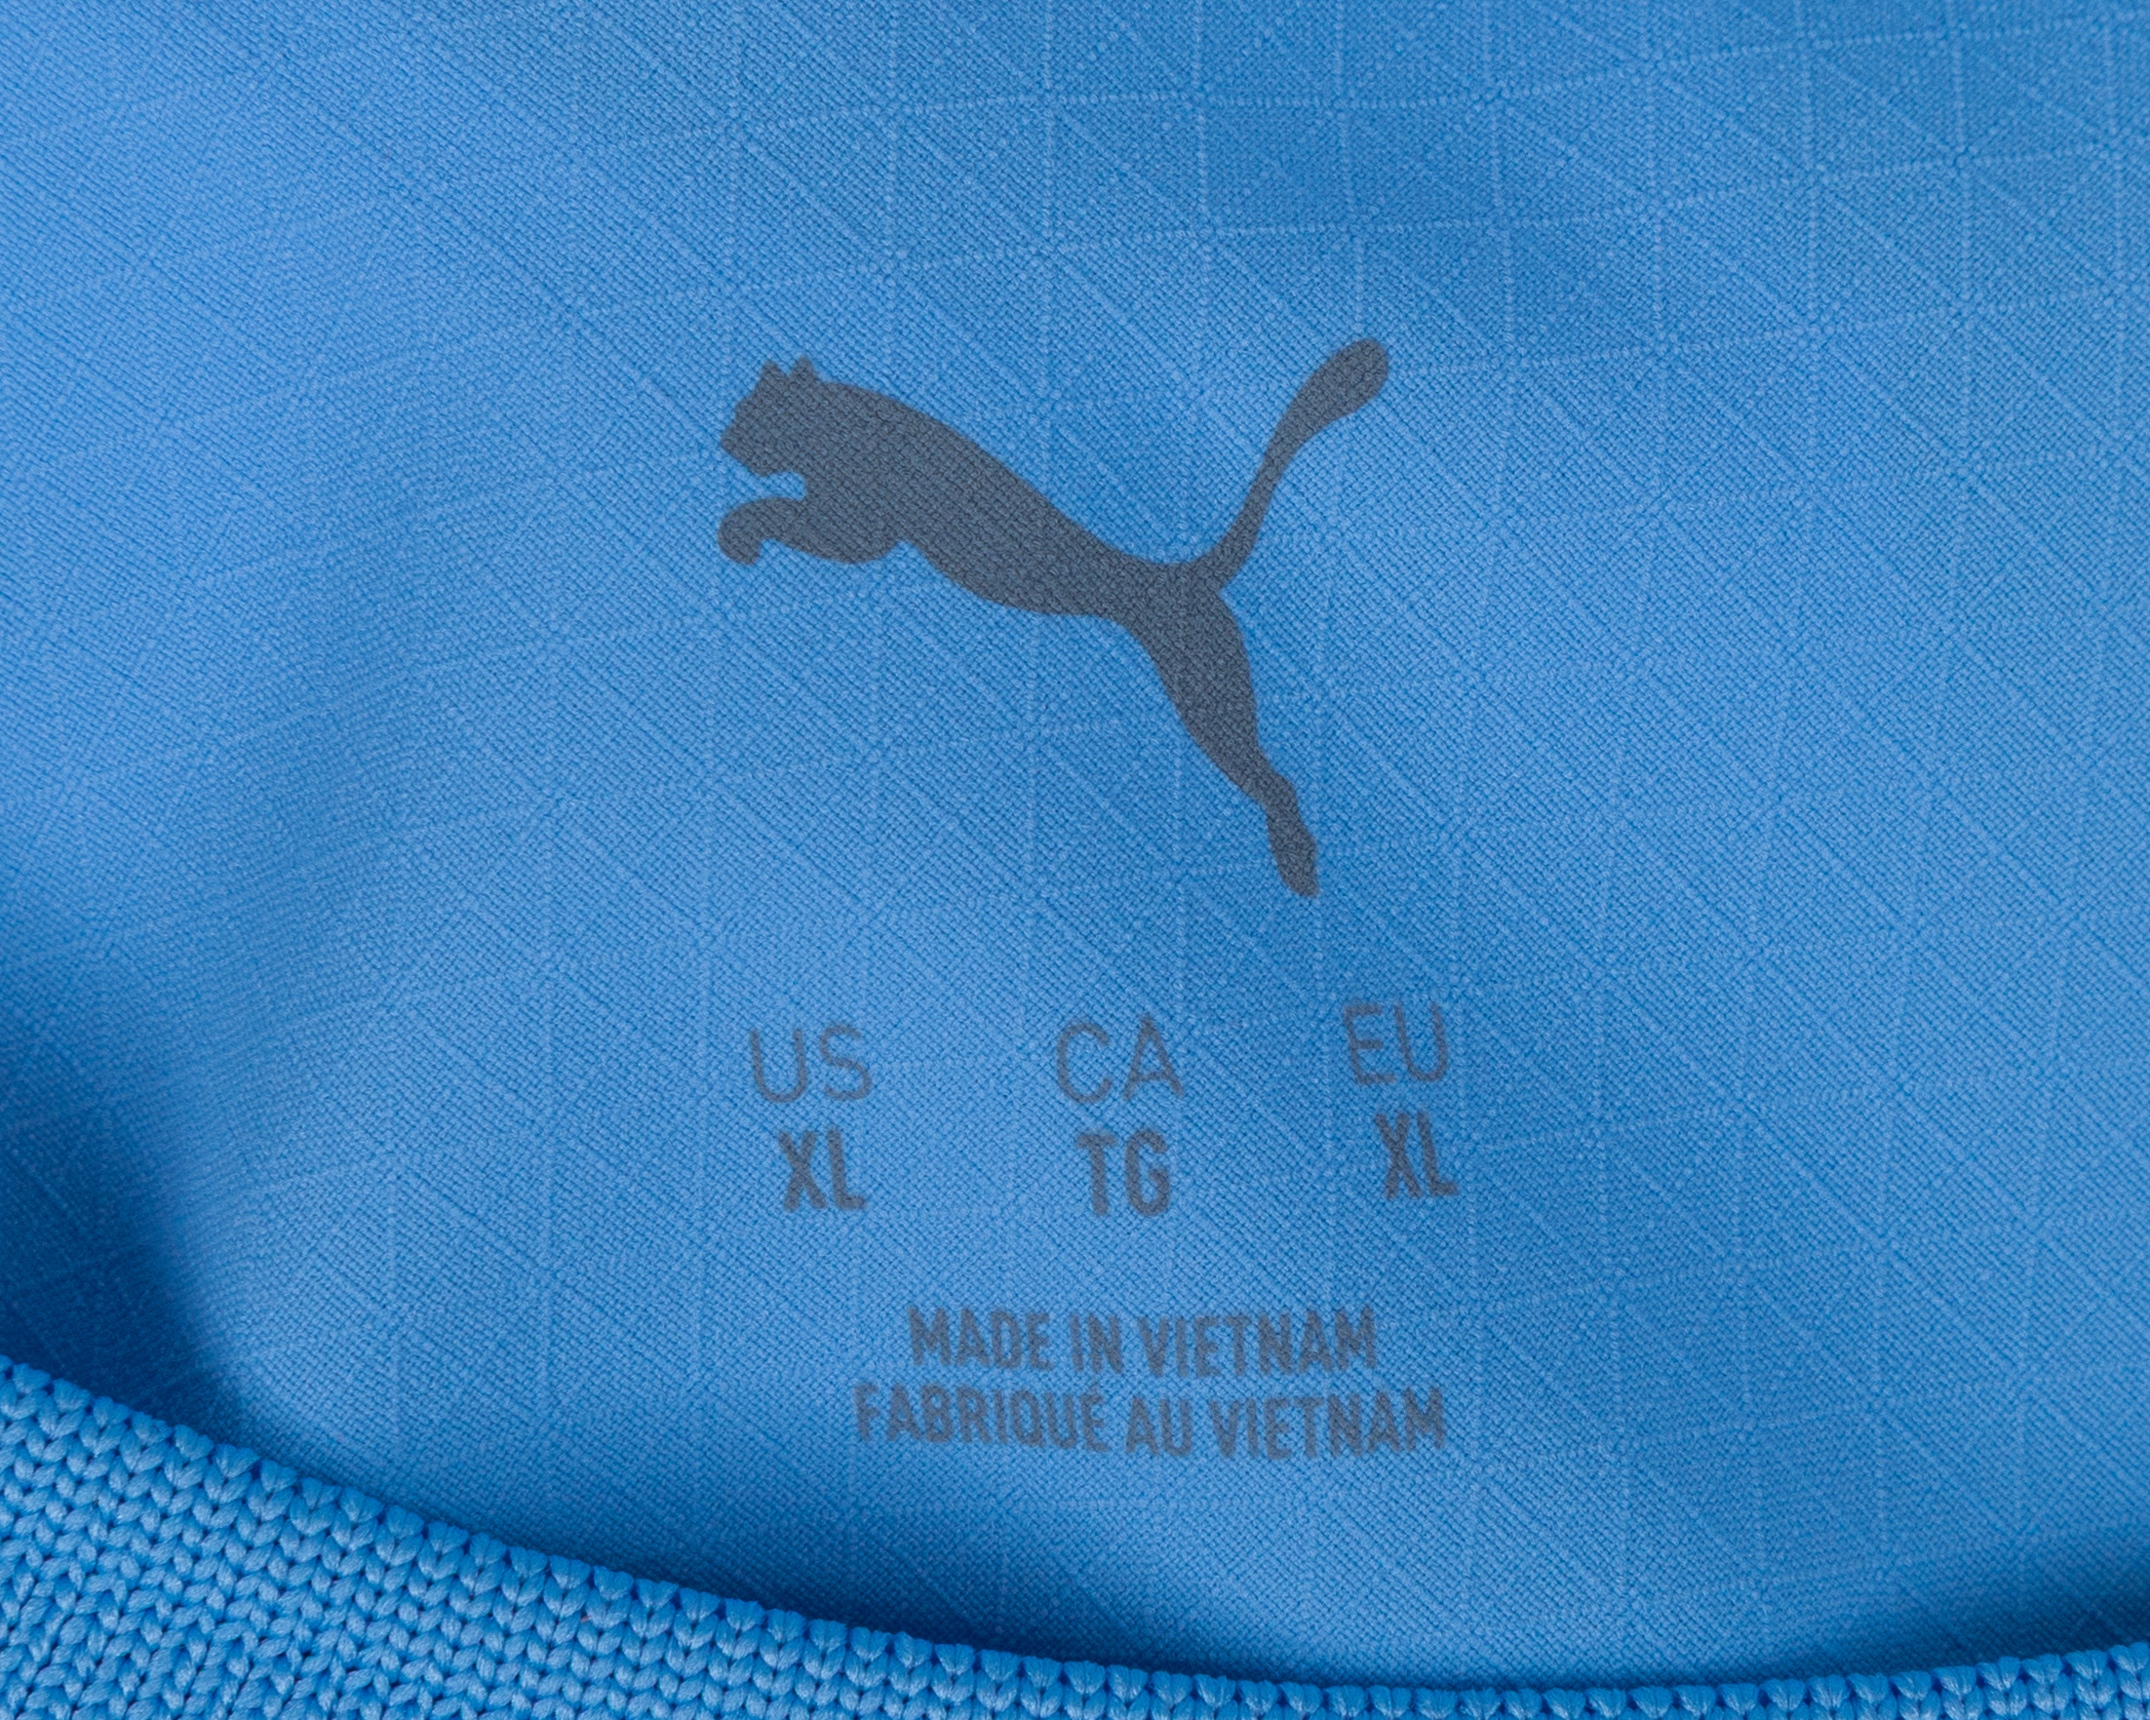 US CA EU
XL TG XL
MADE IN VIETNAM
FABRIQUÉ AU VIETNAM